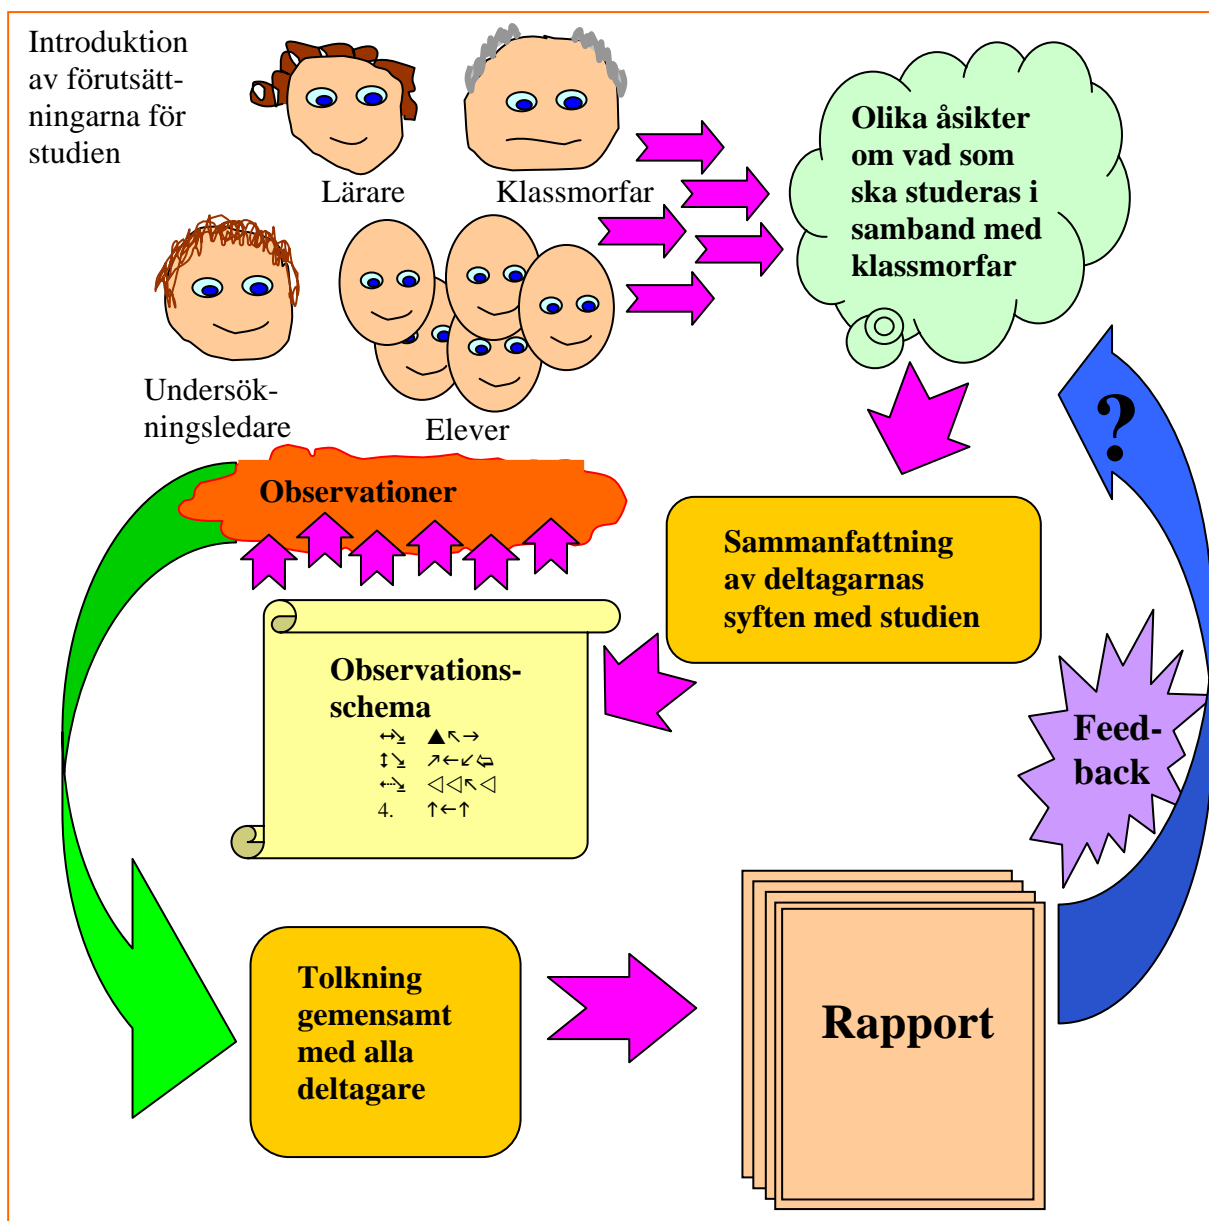 Introduktion
av förutsätt-
ningarna för
studien
Lärare
Klassmorfar
Olika åsikter
om vad som
ska studeras i
samband med
klassmorfar
Undersök-
ningsledare
Elever
?
Observationer
Sammanfattning
av deltagarnas
syften med studien
Observations-
schema
4.
Feed-
back
Tolkning
gemensamt
med alla
deltagare
Rapport